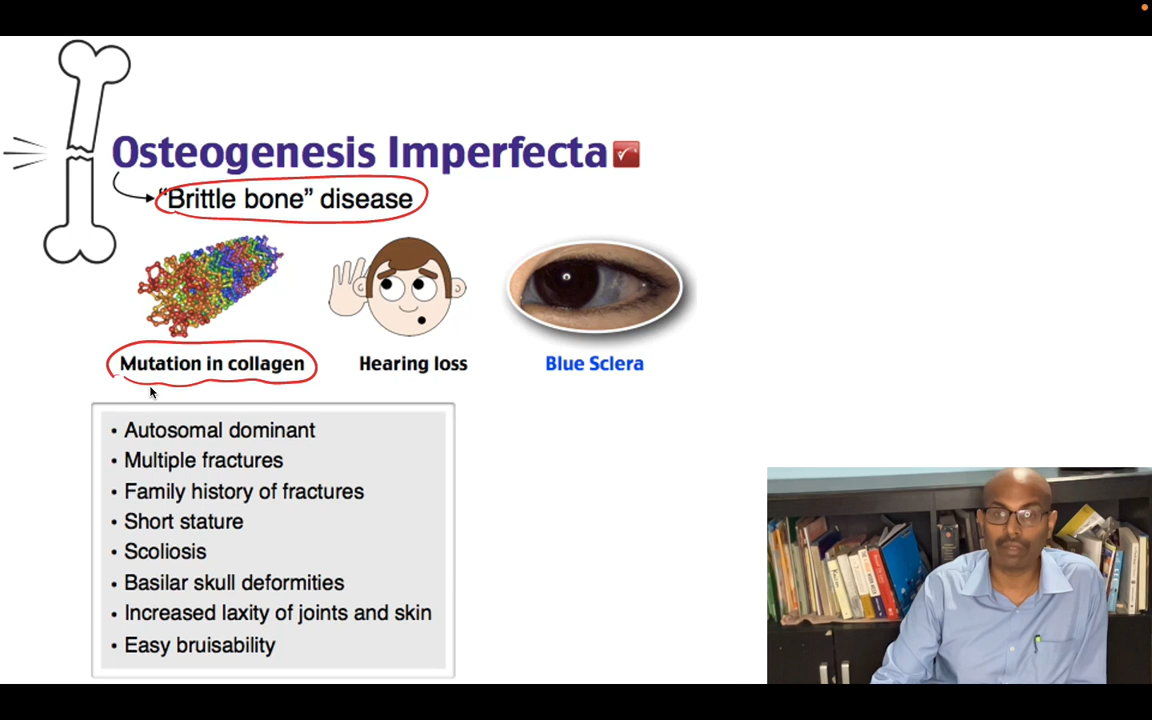 Osteogenesis Imperfecta
"Brittle bone" disease
Mutation in collagen
Hearing loss
Blue Sclera
• Autosomal dominant
• Multiple fractures
• Family history of fractures
• Short stature
• Scoliosis
• Basilar skull deformities
• Increased laxity of joints and skin
• Easy bruisability